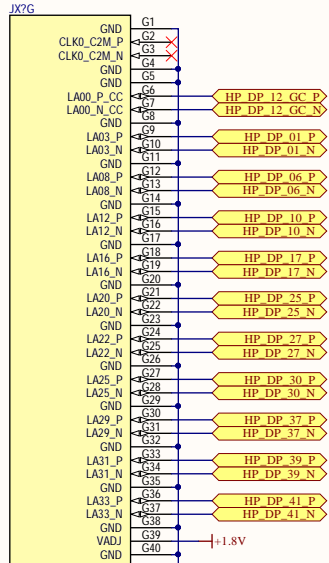 JX?G
GND G1
CLK0_C2M_P G2
CLK0_C2M_N G3
GND G4
GND G5
LA00_P_CC G6 HP_DP_12_GC_P
LA00_N_CC G7 HP_DP_12_GC_N
GND G8
LA03_P G9 HP_DP_01_P
LA03_N G10 HP_DP_01_N
GND G11
LA08_P G12 HP_DP_06_P
LA08_N G13 HP_DP_06_N
GND G14
LA12_P G15 HP_DP_10_P
LA12_N G16 HP_DP_10_N
GND G17
LA16_P G18 HP_DP_17_P
LA16_N G19 HP_DP_17_N
GND G20
LA20_P G21 HP_DP_25_P
LA20_N G22 HP_DP_25_N
GND G23
LA22_P G24 HP_DP_27_P
LA22_N G25 HP_DP_27_N
GND G26
LA25_P G27 HP_DP_30_P
LA25_N G28 HP_DP_30_N
GND G29
LA29_P G30 HP_DP_37_P
LA29_N G31 HP_DP_37_N
GND G32
LA31_P G33 HP_DP_39_P
LA31_N G34 HP_DP_39_N
GND G35
LA33_P G36 HP_DP_41_P
LA33_N G37 HP_DP_41_N
GND G38
VADJ G39 +1.8V
GND G40